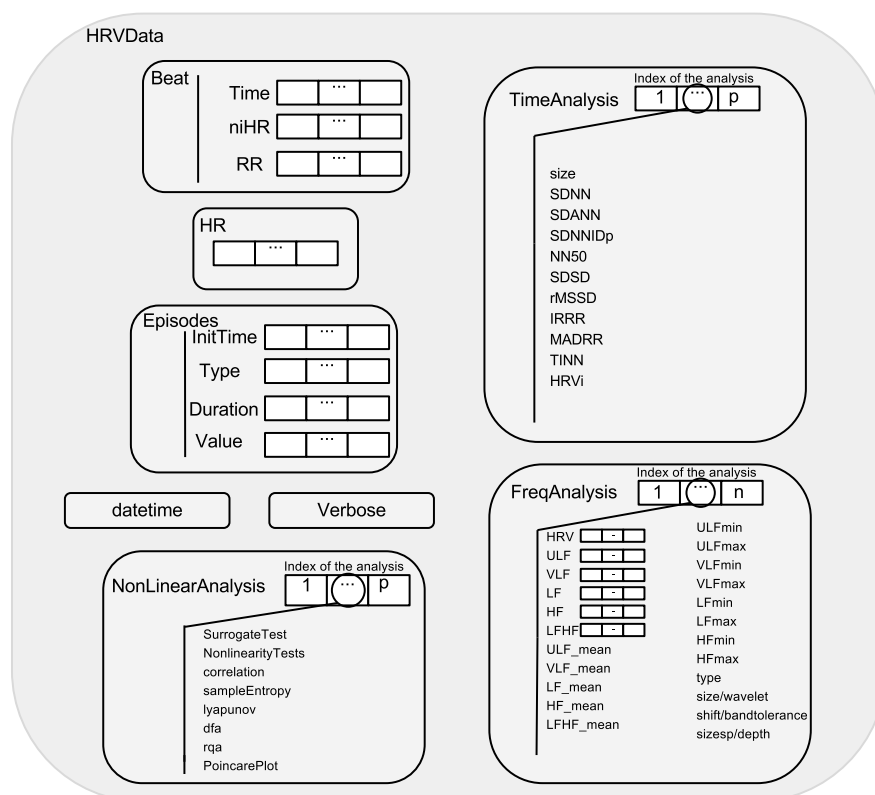 HRVData
Beat
Time ...
niHR ...
RR ...
HR
...
Episodes
InitTime ...
Type ...
Duration ...
Value ...
datetime
Verbose
Index of the analysis
NonLinearAnalysis 1 ... p
SurrogateTest
NonlinearityTests
correlation
sampleEntropy
lyapunov
dfa
rqa
PoincarePlot
Index of the analysis
TimeAnalysis 1 ... p
size
SDNN
SDANN
SDNNIDp
NN50
SDSD
rMSSD
IRRR
MADRR
TINN
HRVi
Index of the analysis
FreqAnalysis 1 ... n
HRV -
ULF -
VLF -
LF -
HF -
LFHF -
ULF_mean
VLF_mean
LF_mean
HF_mean
LFHF_mean
ULFmin
ULFmax
VLFmin
VLFmax
LFmin
LFmax
HFmin
HFmax
type
size/wavelet
shift/bandtolerance
sizesp/depth